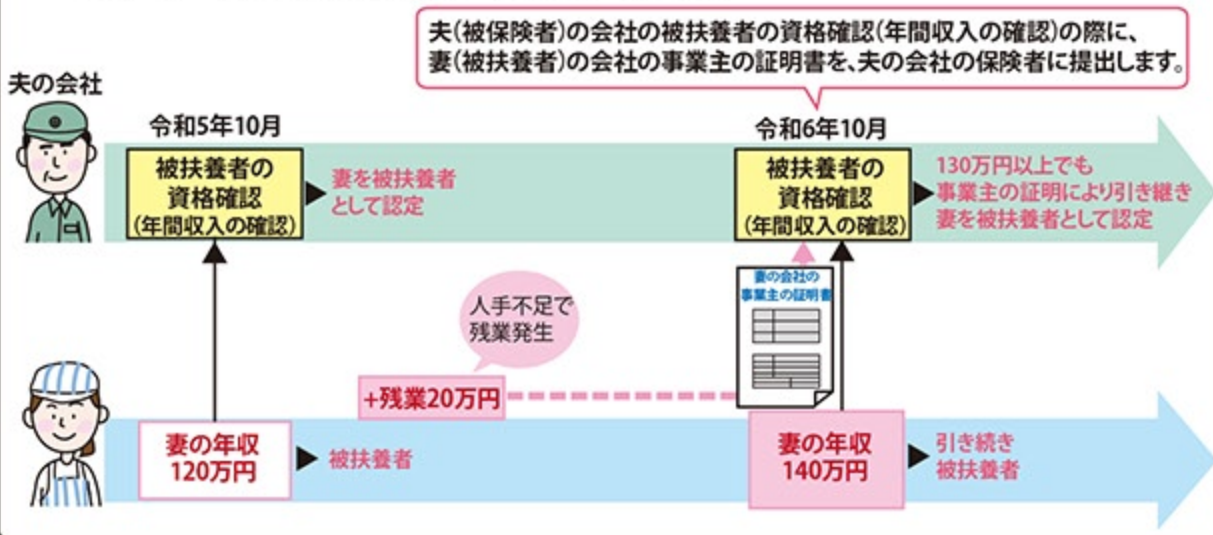 夫(被保険者)の会社の被扶養者の資格確認(年間収入の確認)の際に、
妻(被扶養者)の会社の事業主の証明書を、夫の会社の保険者に提出します。
夫の会社
令和5年10月
被扶養者の
資格確認
(年間収入の確認)
妻を被扶養者
として認定
令和6年10月
被扶養者の
資格確認
(年間収入の確認)
130万円以上でも
事業主の証明により引き継き
妻を被扶養者として認定
妻の会社の
事業主の証明書
人手不足で
残業発生
+残業20万円
妻の年収
120万円
被扶養者
妻の年収
140万円
引き続き
被扶養者